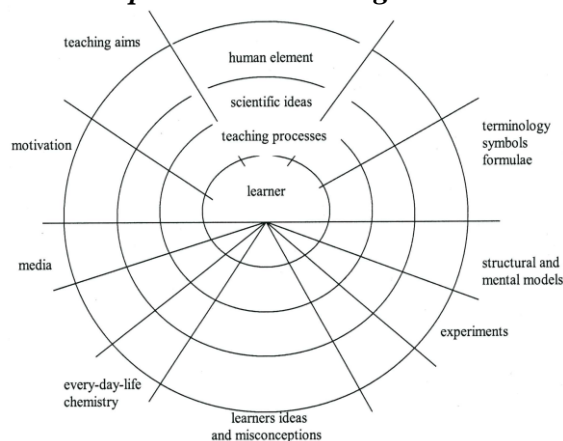 teaching aims
human element
scientific ideas
teaching processes
motivation
terminology
symbols
formulae
learner
media
structural and
mental models
experiments
every-day-life
chemistry
learners ideas
and misconceptions